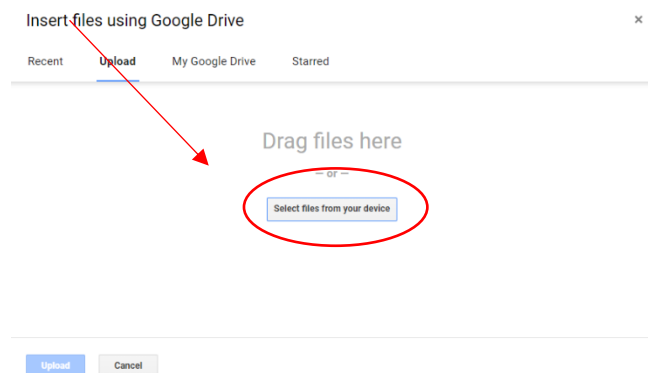 Insert files using Google Drive
×
Recent Upload My Google Drive Starred
Drag files here
— or —
Select files from your device
Upload Cancel